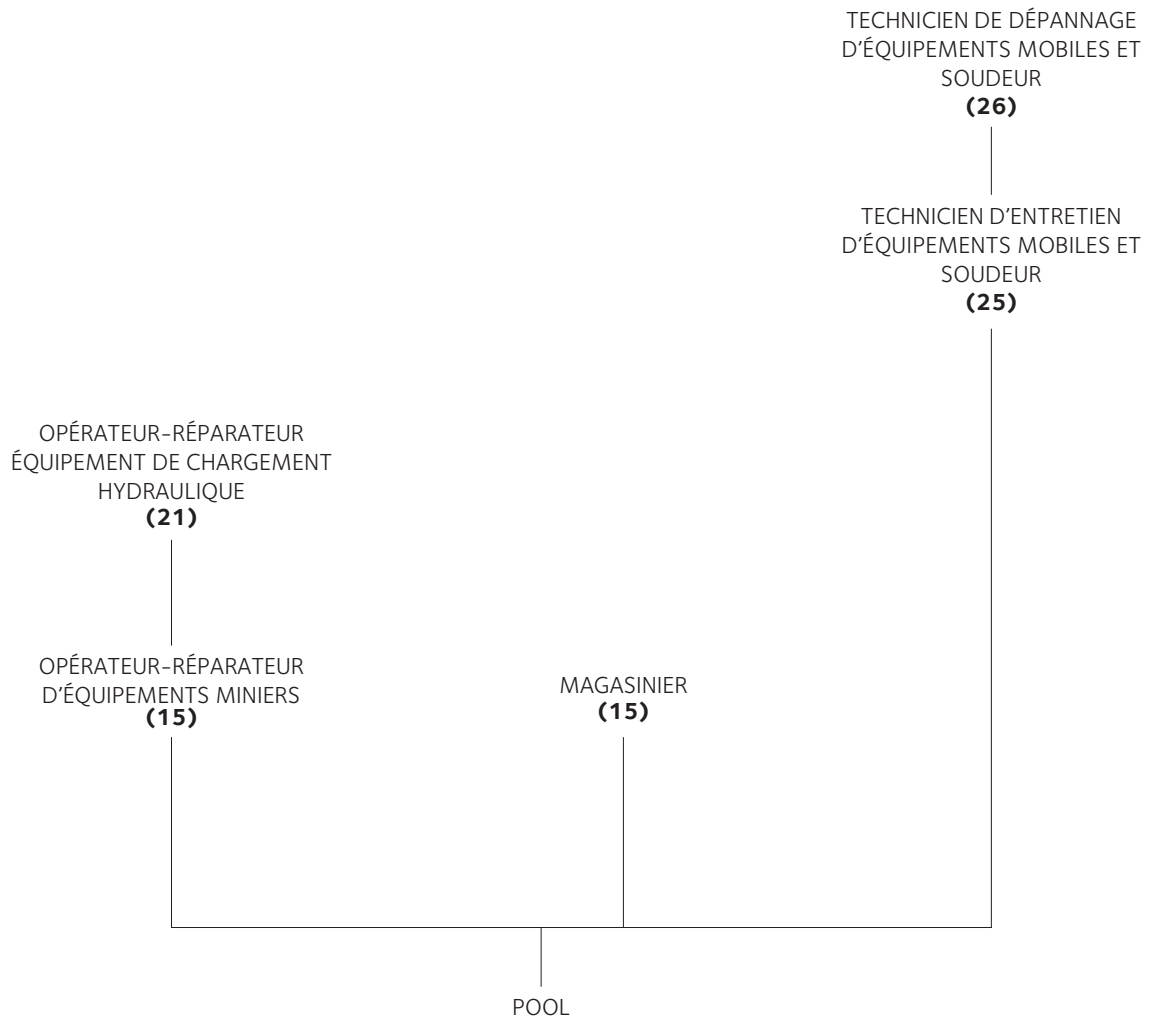 TECHNICIEN DE DÉPANNAGE
D'ÉQUIPEMENTS MOBILES ET
SOUDEUR
(26)
TECHNICIEN D'ENTRETIEN
D'ÉQUIPEMENTS MOBILES ET
SOUDEUR
(25)
OPÉRATEUR-RÉPARATEUR
ÉQUIPEMENT DE CHARGEMENT
HYDRAULIQUE
(21)
OPÉRATEUR-RÉPARATEUR
D'ÉQUIPEMENTS MINIERS
(15)
MAGASINIER
(15)
POOL